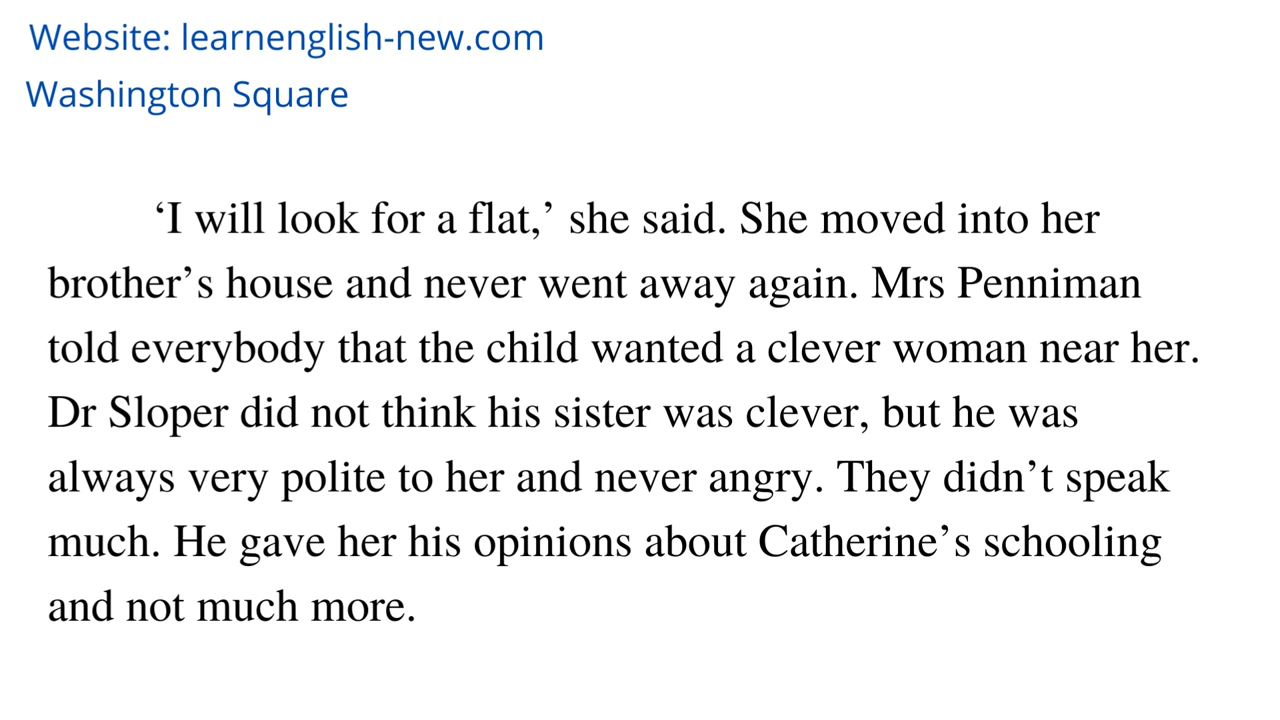 Website: learnenglish-new.com
Washington Square
‘I will look for a flat,’ she said. She moved into her
brother’s house and never went away again. Mrs Penniman
told everybody that the child wanted a clever woman near her.
Dr Sloper did not think his sister was clever, but he was
always very polite to her and never angry. They didn’t speak
much. He gave her his opinions about Catherine’s schooling
and not much more.